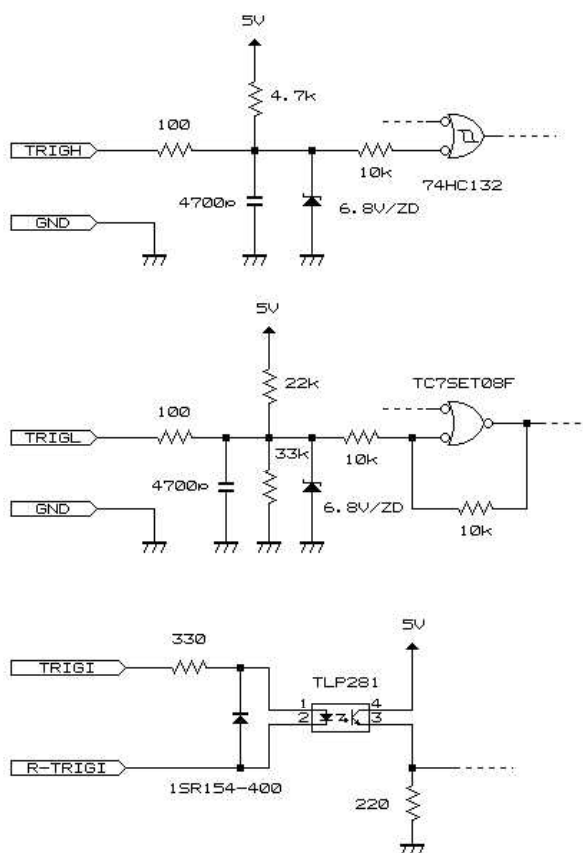 5V
4.7k
100
TRIGH
10k
74HC132
4700p
6.8V/ZD
GND
5V
22k
TC7SET08F
100
TRIGL
33k
10k
4700p
6.8V/ZD
GND
10k
330
5V
TRIGI
TLP281
1 4
2 3
R-TRIGI
1SR154-400
220